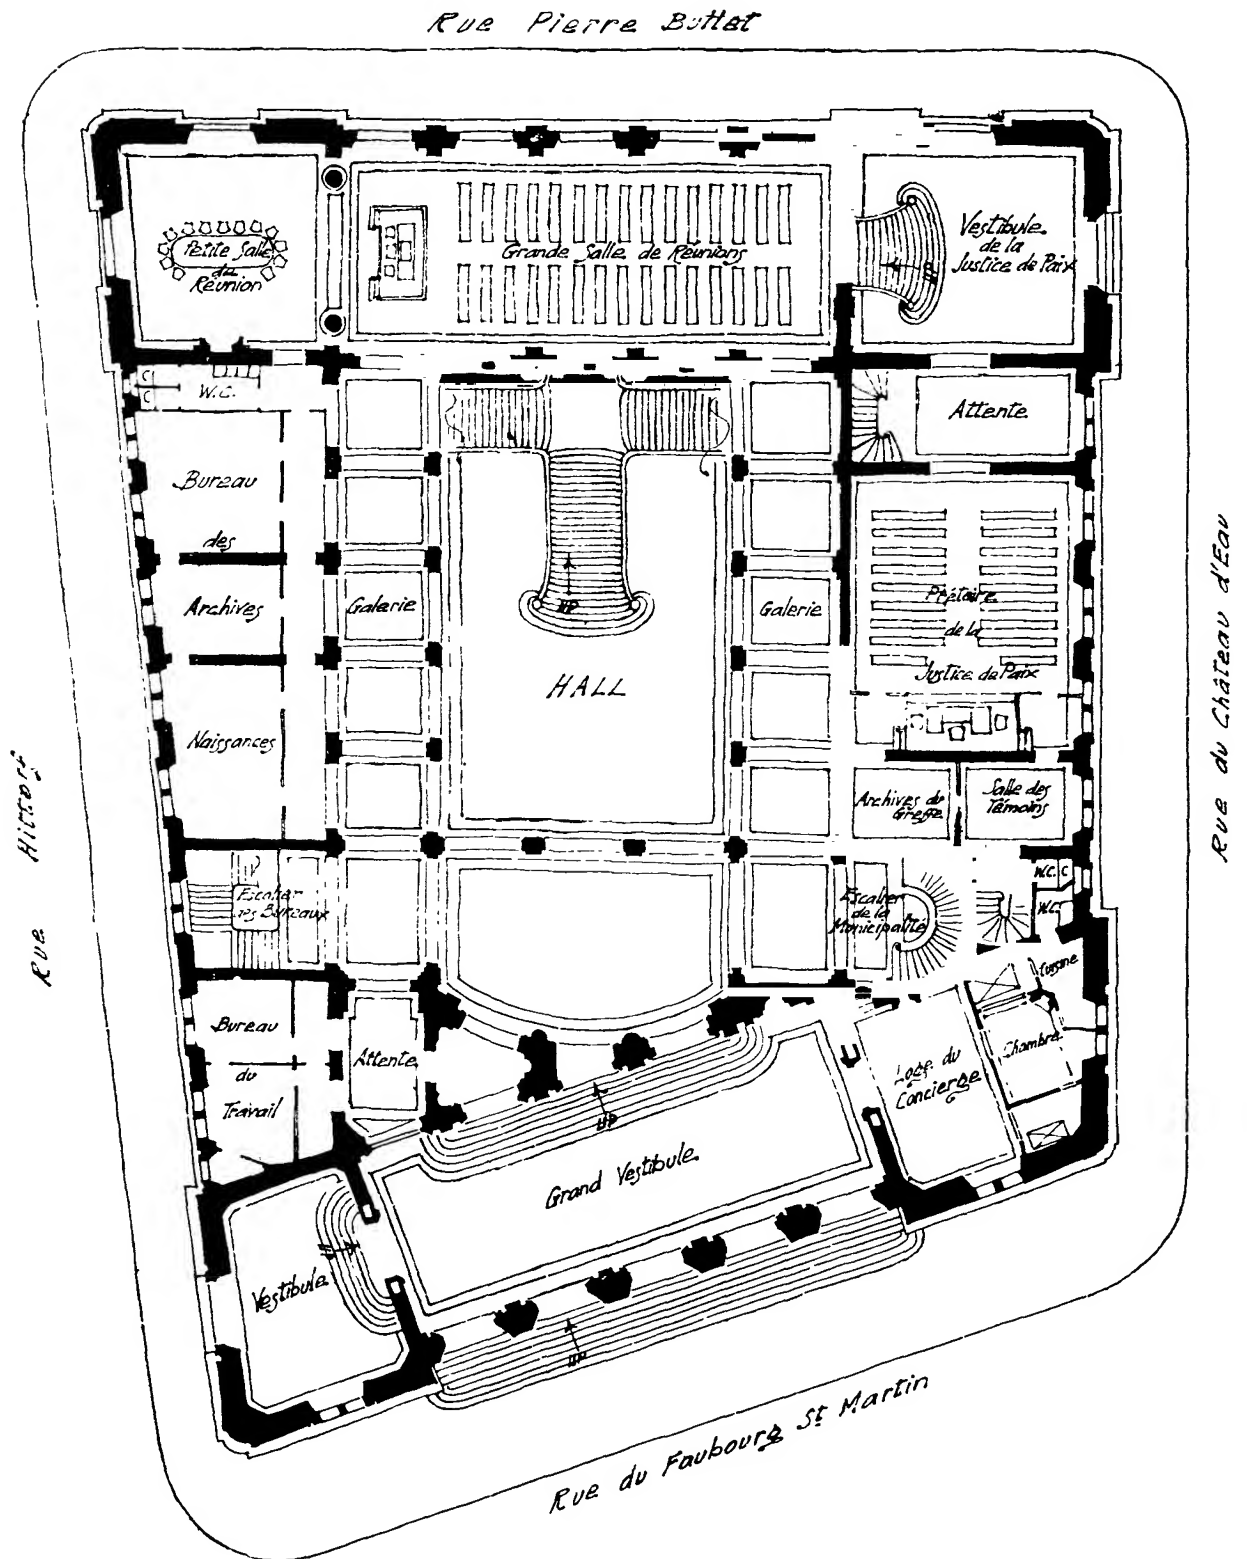 Rue Pierre Bullet
Petite Salle
de
Réunion
Grande Salle de Réunions
UP
Vestibule
de la
Justice de Paix
C
C
W.C.
Attente
Bureau
des
Archives
Naissances
Galerie
UP
HALL
Galerie
Prétoire
de la
Justice de Paix
Archives du
Greffe
Salle des
Témoins
Rue du Château d'Eau
Rue Hittorf
Escalier
des Bureaux
Escalier
de la
Municipalité
W.C. C
W.C.
Cuisine
Chambre
Loge du
Concierge
Bureau
du
Travail
Attente
UP
Grand Vestibule
UP
Vestibule
UP
Rue du Faubourg St Martin